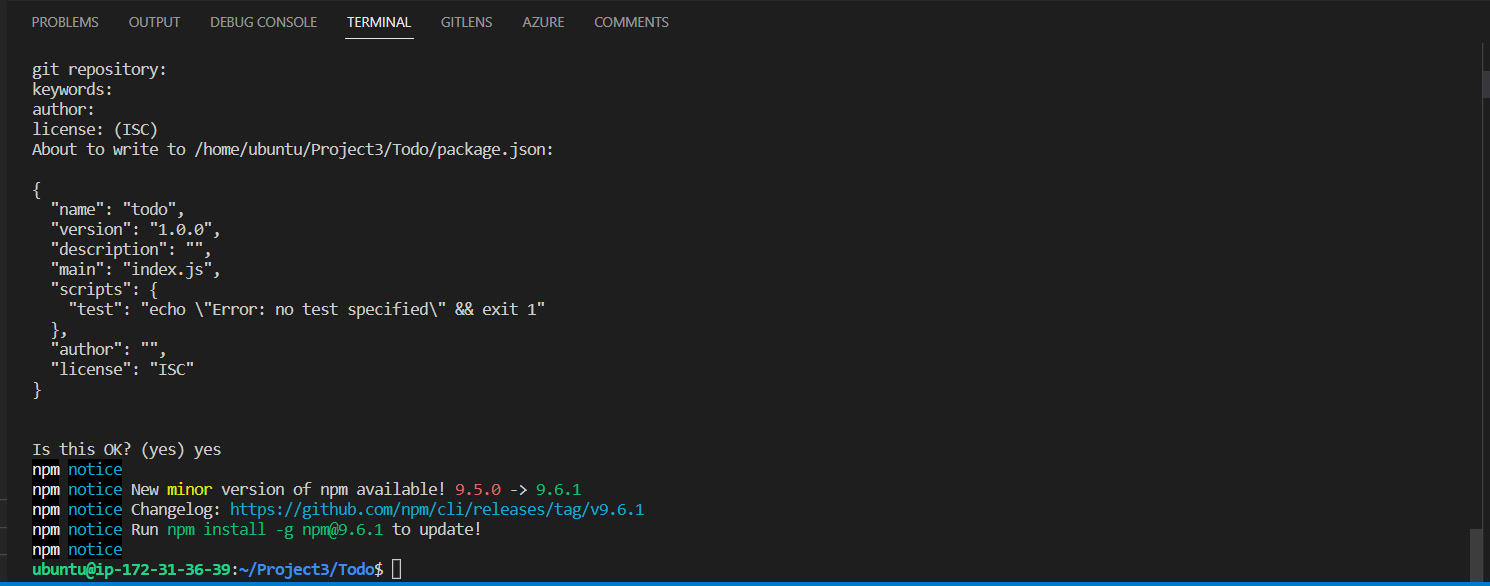 PROBLEMS OUTPUT DEBUG CONSOLE TERMINAL GITLENS AZURE COMMENTS
git repository:
keywords:
author:
license: (ISC)
About to write to /home/ubuntu/Project3/Todo/package.json:
{
  "name": "todo",
  "version": "1.0.0",
  "description": "",
  "main": "index.js",
  "scripts": {
    "test": "echo \"Error: no test specified\" && exit 1"
  },
  "author": "",
  "license": "ISC"
}
Is this OK? (yes) yes
npm notice
npm notice New minor version of npm available! 9.5.0 -> 9.6.1
npm notice Changelog: https://github.com/npm/cli/releases/tag/v9.6.1
npm notice Run npm install -g npm@9.6.1 to update!
npm notice
ubuntu@ip-172-31-36-39:~/Project3/Todo$